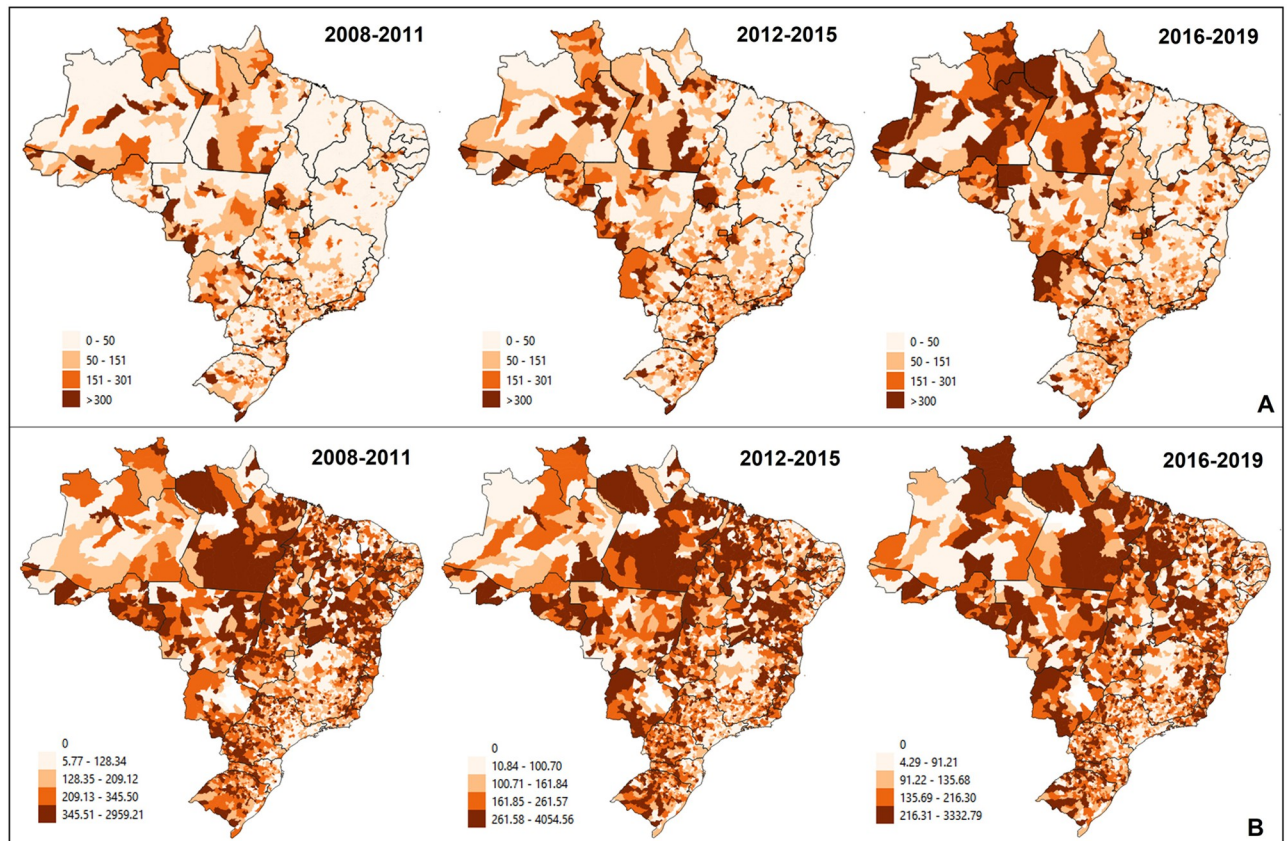 2008-2011
2012-2015
2016-2019
0 - 50
50 - 151
151 - 301
>300
0 - 50
50 - 151
151 - 301
>300
0 - 50
50 - 151
151 - 301
>300
A
2008-2011
2012-2015
2016-2019
0
5.77 - 128.34
128.35 - 209.12
209.13 - 345.50
345.51 - 2959.21
0
10.84 - 100.70
100.71 - 161.84
161.85 - 261.57
261.58 - 4054.56
0
4.29 - 91.21
91.22 - 135.68
135.69 - 216.30
216.31 - 3332.79
B